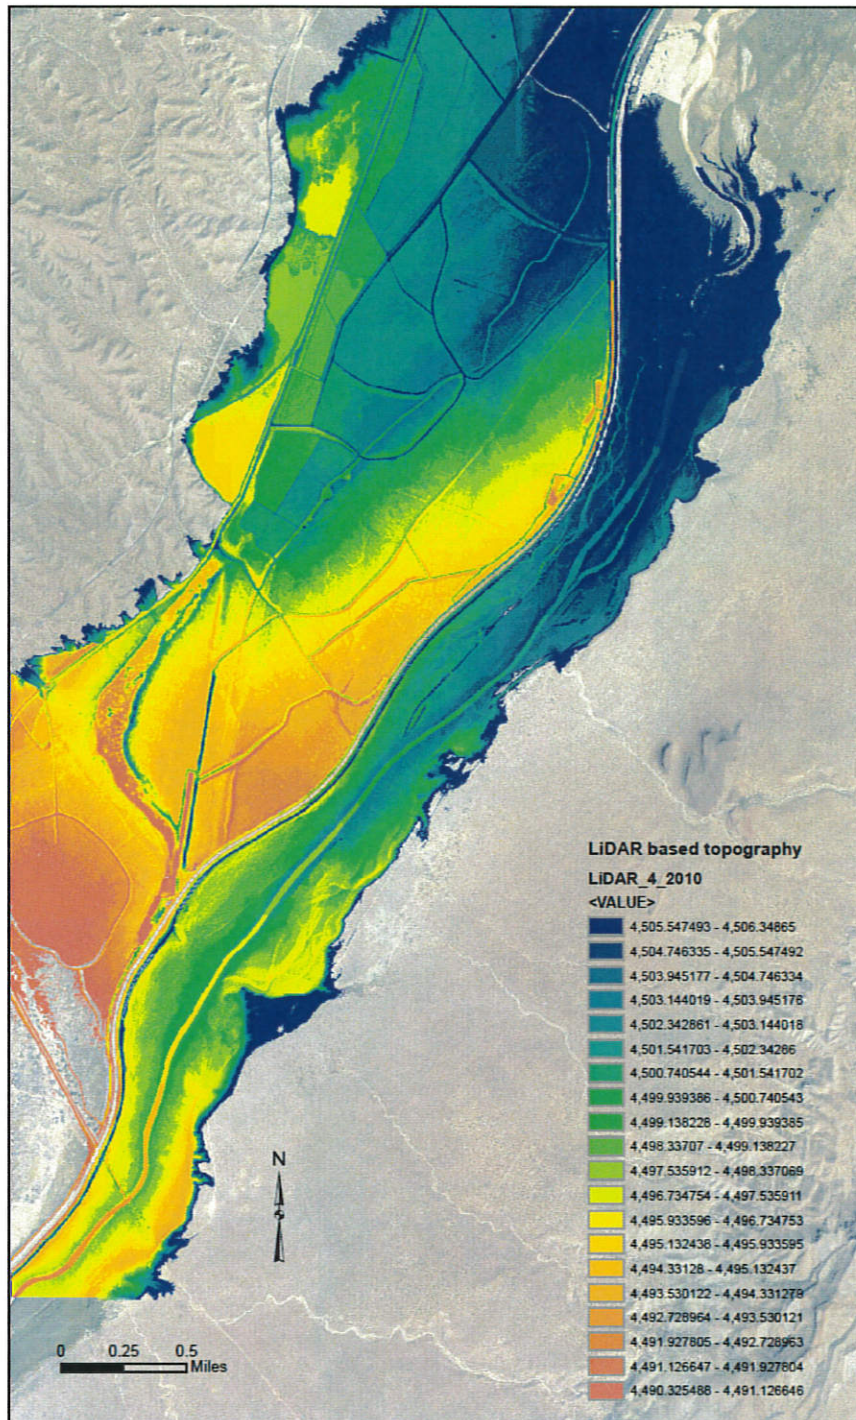 LiDAR based topography
LiDAR_4_2010
<VALUE>
4,505.547493 - 4,506.34865
4,504.746335 - 4,505.547492
4,503.945177 - 4,504.746334
4,503.144019 - 4,503.945176
4,502.342861 - 4,503.144018
4,501.541703 - 4,502.34286
4,500.740544 - 4,501.541702
4,499.939386 - 4,500.740543
4,499.138228 - 4,499.939385
4,498.33707 - 4,499.138227
4,497.535912 - 4,498.337069
4,496.734754 - 4,497.535911
4,495.933596 - 4,496.734753
4,495.132438 - 4,495.933595
4,494.33128 - 4,495.132437
4,493.530122 - 4,494.331279
4,492.728964 - 4,493.530121
4,491.927805 - 4,492.728963
4,491.126647 - 4,491.927804
4,490.325488 - 4,491.126646
N
0 0.25 0.5
Miles